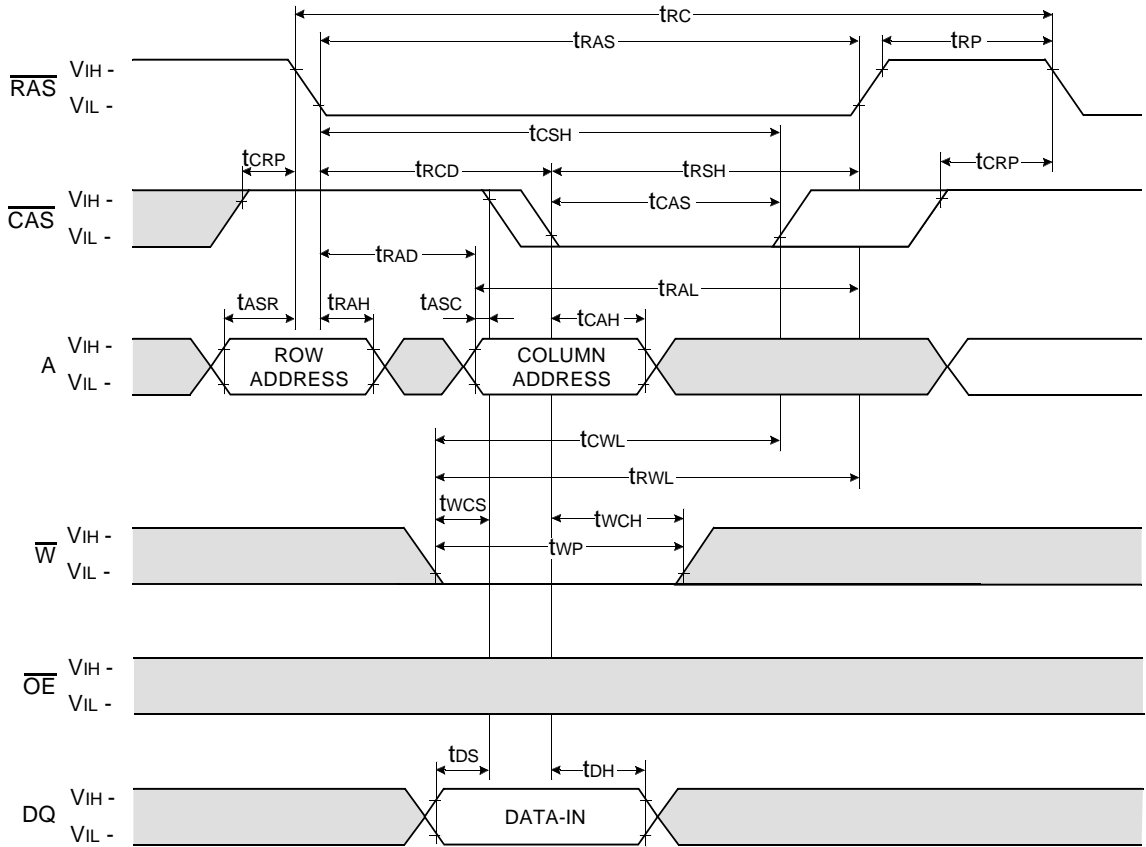 tRC
tRAS tRP
RAS VIH -
VIL -
tCSH
tCRP tRCD tRSH tCRP
CAS VIH -
VIL -
tCAS
tRAD
tRAL
tASR tRAH tASC tCAH
A VIH -
VIL -
ROW
ADDRESS
COLUMN
ADDRESS
tCWL
tRWL
tWCS tWCH
W VIH -
VIL -
tWP
OE VIH -
VIL -
tDS tDH
DQ VIH -
VIL -
DATA-IN